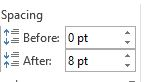 Spacing
Before: 0 pt
After: 8 pt